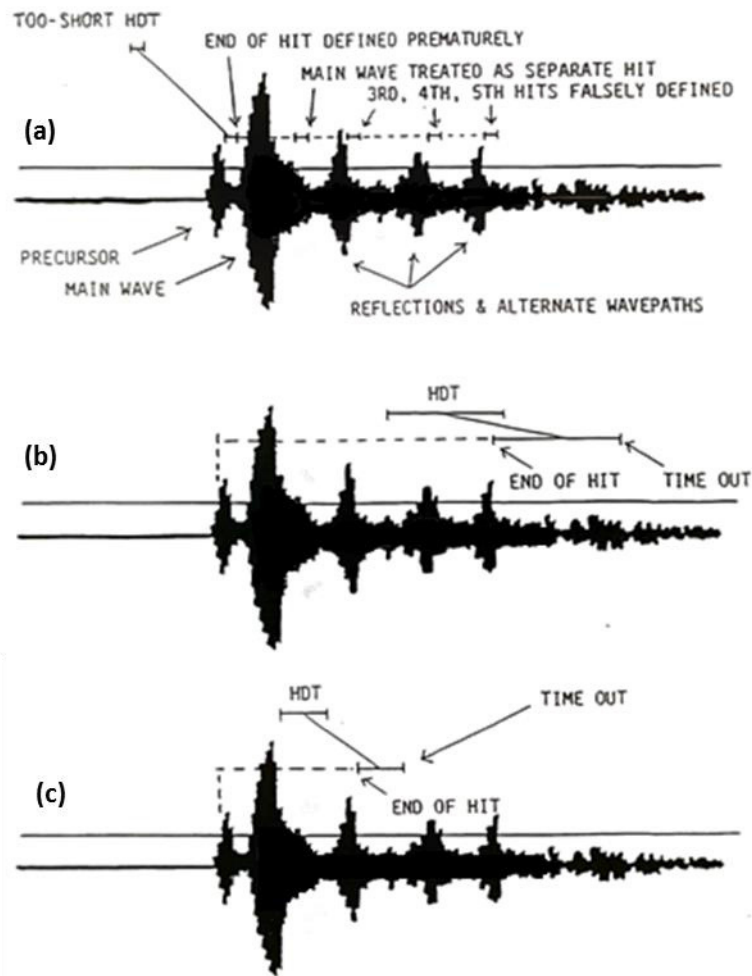 TOO-SHORT HDT
END OF HIT DEFINED PREMATURELY
MAIN WAVE TREATED AS SEPARATE HIT
3RD, 4TH, 5TH HITS FALSELY DEFINED
(a)
PRECURSOR
MAIN WAVE
REFLECTIONS & ALTERNATE WAVEPATHS
HDT
(b)
END OF HIT
TIME OUT
HDT
TIME OUT
(c)
END OF HIT